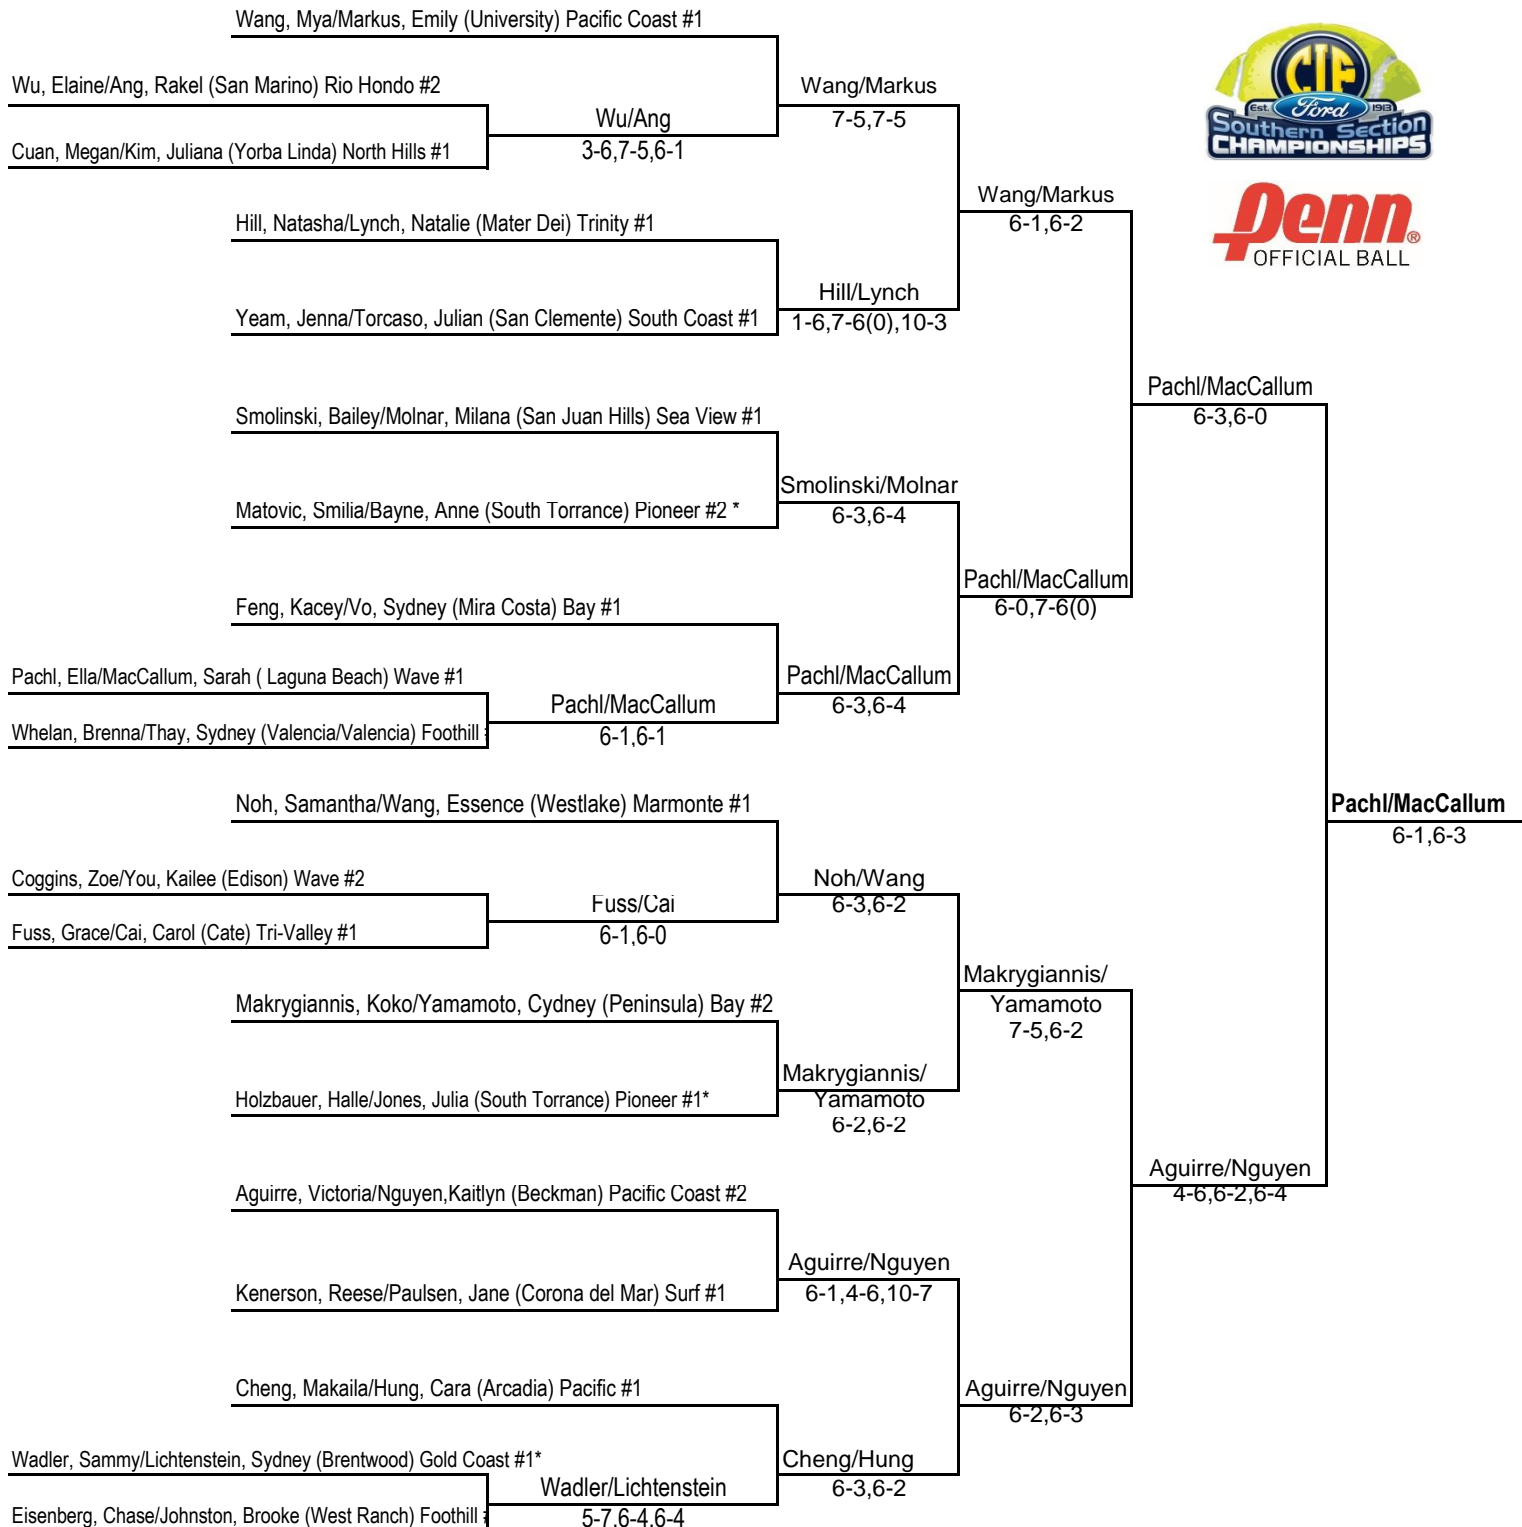 Wang, Mya/Markus, Emily (University) Pacific Coast #1
Wu, Elaine/Ang, Rakel (San Marino) Rio Hondo #2
Wang/Markus
Wu/Ang
7-5,7-5
Cuan, Megan/Kim, Juliana (Yorba Linda) North Hills #1
3-6,7-5,6-1
CIF
Est. Ford 1913
Southern Section
CHAMPIONSHIPS
Wang/Markus
6-1,6-2
Penn®
OFFICIAL BALL
Hill, Natasha/Lynch, Natalie (Mater Dei) Trinity #1
Hill/Lynch
Yeam, Jenna/Torcaso, Julian (San Clemente) South Coast #1
1-6,7-6(0),10-3
Pachl/MacCallum
6-3,6-0
Smolinski, Bailey/Molnar, Milana (San Juan Hills) Sea View #1
Smolinski/Molnar
Matovic, Smilia/Bayne, Anne (South Torrance) Pioneer #2 *
6-3,6-4
Pachl/MacCallum
6-0,7-6(0)
Feng, Kacey/Vo, Sydney (Mira Costa) Bay #1
Pachl, Ella/MacCallum, Sarah ( Laguna Beach) Wave #1
Pachl/MacCallum
Pachl/MacCallum
6-3,6-4
Whelan, Brenna/Thay, Sydney (Valencia/Valencia) Foothill
6-1,6-1
Noh, Samantha/Wang, Essence (Westlake) Marmonte #1
Pachl/MacCallum
6-1,6-3
Coggins, Zoe/You, Kailee (Edison) Wave #2
Noh/Wang
Fuss/Cai
6-3,6-2
Fuss, Grace/Cai, Carol (Cate) Tri-Valley #1
6-1,6-0
Makrygiannis/
Yamamoto
7-5,6-2
Makrygiannis, Koko/Yamamoto, Cydney (Peninsula) Bay #2
Makrygiannis/
Yamamoto
6-2,6-2
Holzbauer, Halle/Jones, Julia (South Torrance) Pioneer #1*
Aguirre/Nguyen
4-6,6-2,6-4
Aguirre, Victoria/Nguyen,Kaitlyn (Beckman) Pacific Coast #2
Aguirre/Nguyen
6-1,4-6,10-7
Kenerson, Reese/Paulsen, Jane (Corona del Mar) Surf #1
Cheng, Makaila/Hung, Cara (Arcadia) Pacific #1
Aguirre/Nguyen
6-2,6-3
Wadler, Sammy/Lichtenstein, Sydney (Brentwood) Gold Coast #1*
Cheng/Hung
Wadler/Lichtenstein
6-3,6-2
Eisenberg, Chase/Johnston, Brooke (West Ranch) Foothill
5-7,6-4,6-4